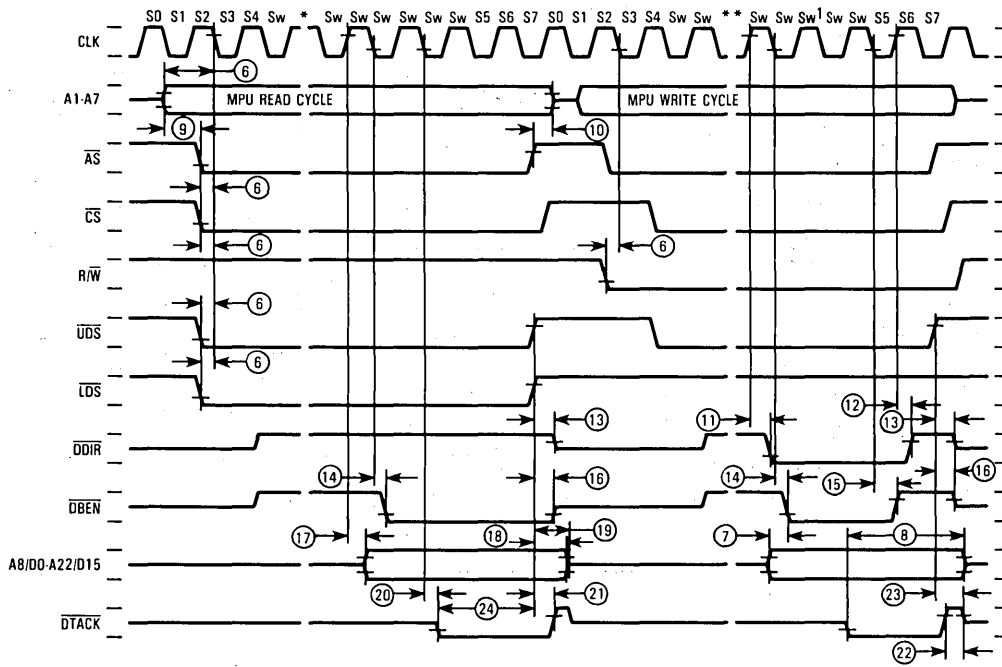 S0 S1 S2 S3 S4 Sw * Sw Sw Sw Sw Sw S5 S6 S7 S0 S1 S2 S3 S4 Sw Sw ** Sw Sw Sw¹ Sw Sw S5 S6 S7
CLK
6
A1-A7 MPU READ CYCLE MPU WRITE CYCLE
9 10
AS
6
CS
6 6
R/W
6
UDS
6
LDS
11 12 13 13
DDIR
14 16 14 15 16
DBEN
17 18 19 7 8
A8/D0-A22/D15
20 24 21 23
DTACK
22